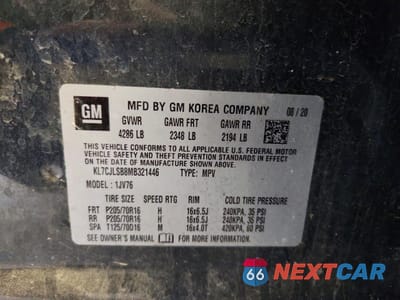 GM
MFD BY GM KOREA COMPANY 08/20
GVWR GAWR FRT GAWR RR
4286 LB 2348 LB 2194 LB
THIS VEHICLE CONFORMS TO ALL APPLICABLE U.S. FEDERAL MOTOR
VEHICLE SAFETY, BUMPER, AND THEFT PREVENTION STANDARDS
IN EFFECT ON THE DATE OF MANUFACTURE SHOWN ABOVE.
KL7CJLSB8MB321446 TYPE: MPV
MODEL: 1JV76
TIRE SIZE SPEED RTG RIM COLD TIRE PRESSURE
FRT P205/70R16 H 16x6.5J 240KPA, 35 PSI
RR P205/70R16 H 16x6.5J 240KPA, 35 PSI
SPA T125/70D16 M 16x4.0T 420KPA, 60 PSI
SEE OWNER'S MANUAL FOR MORE INFORMATION.
66 NEXTCAR